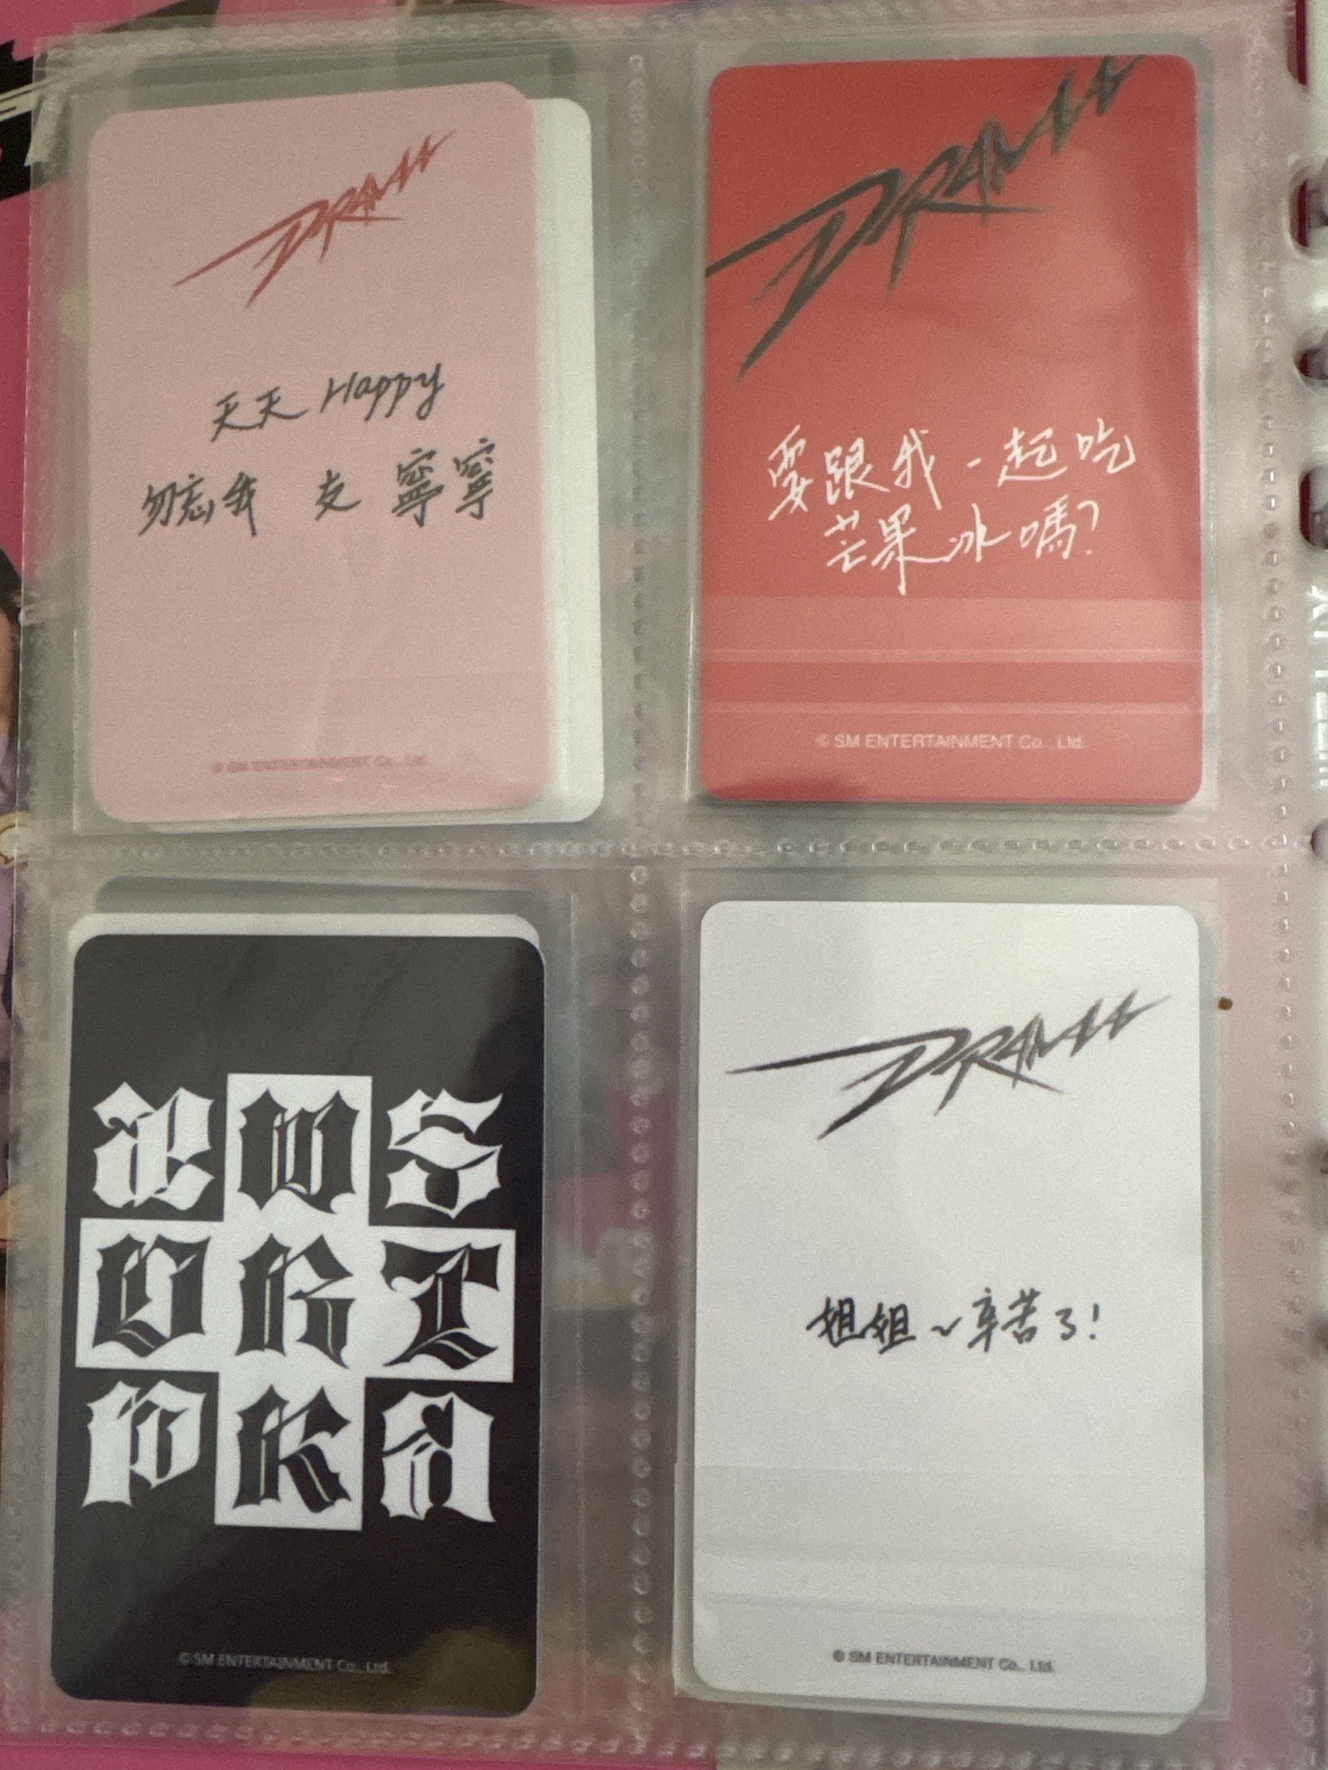 DRAMA
天天 Happy
勿忘我 友 寧寧
© SM ENTERTAINMENT Co., Ltd.
DRAMA
要跟我一起吃
芒果冰嗎?
© SM ENTERTAINMENT Co., Ltd.
© SM ENTERTAINMENT Co., Ltd.
DRAMA
姐姐~辛苦了!
© SM ENTERTAINMENT Co., Ltd.